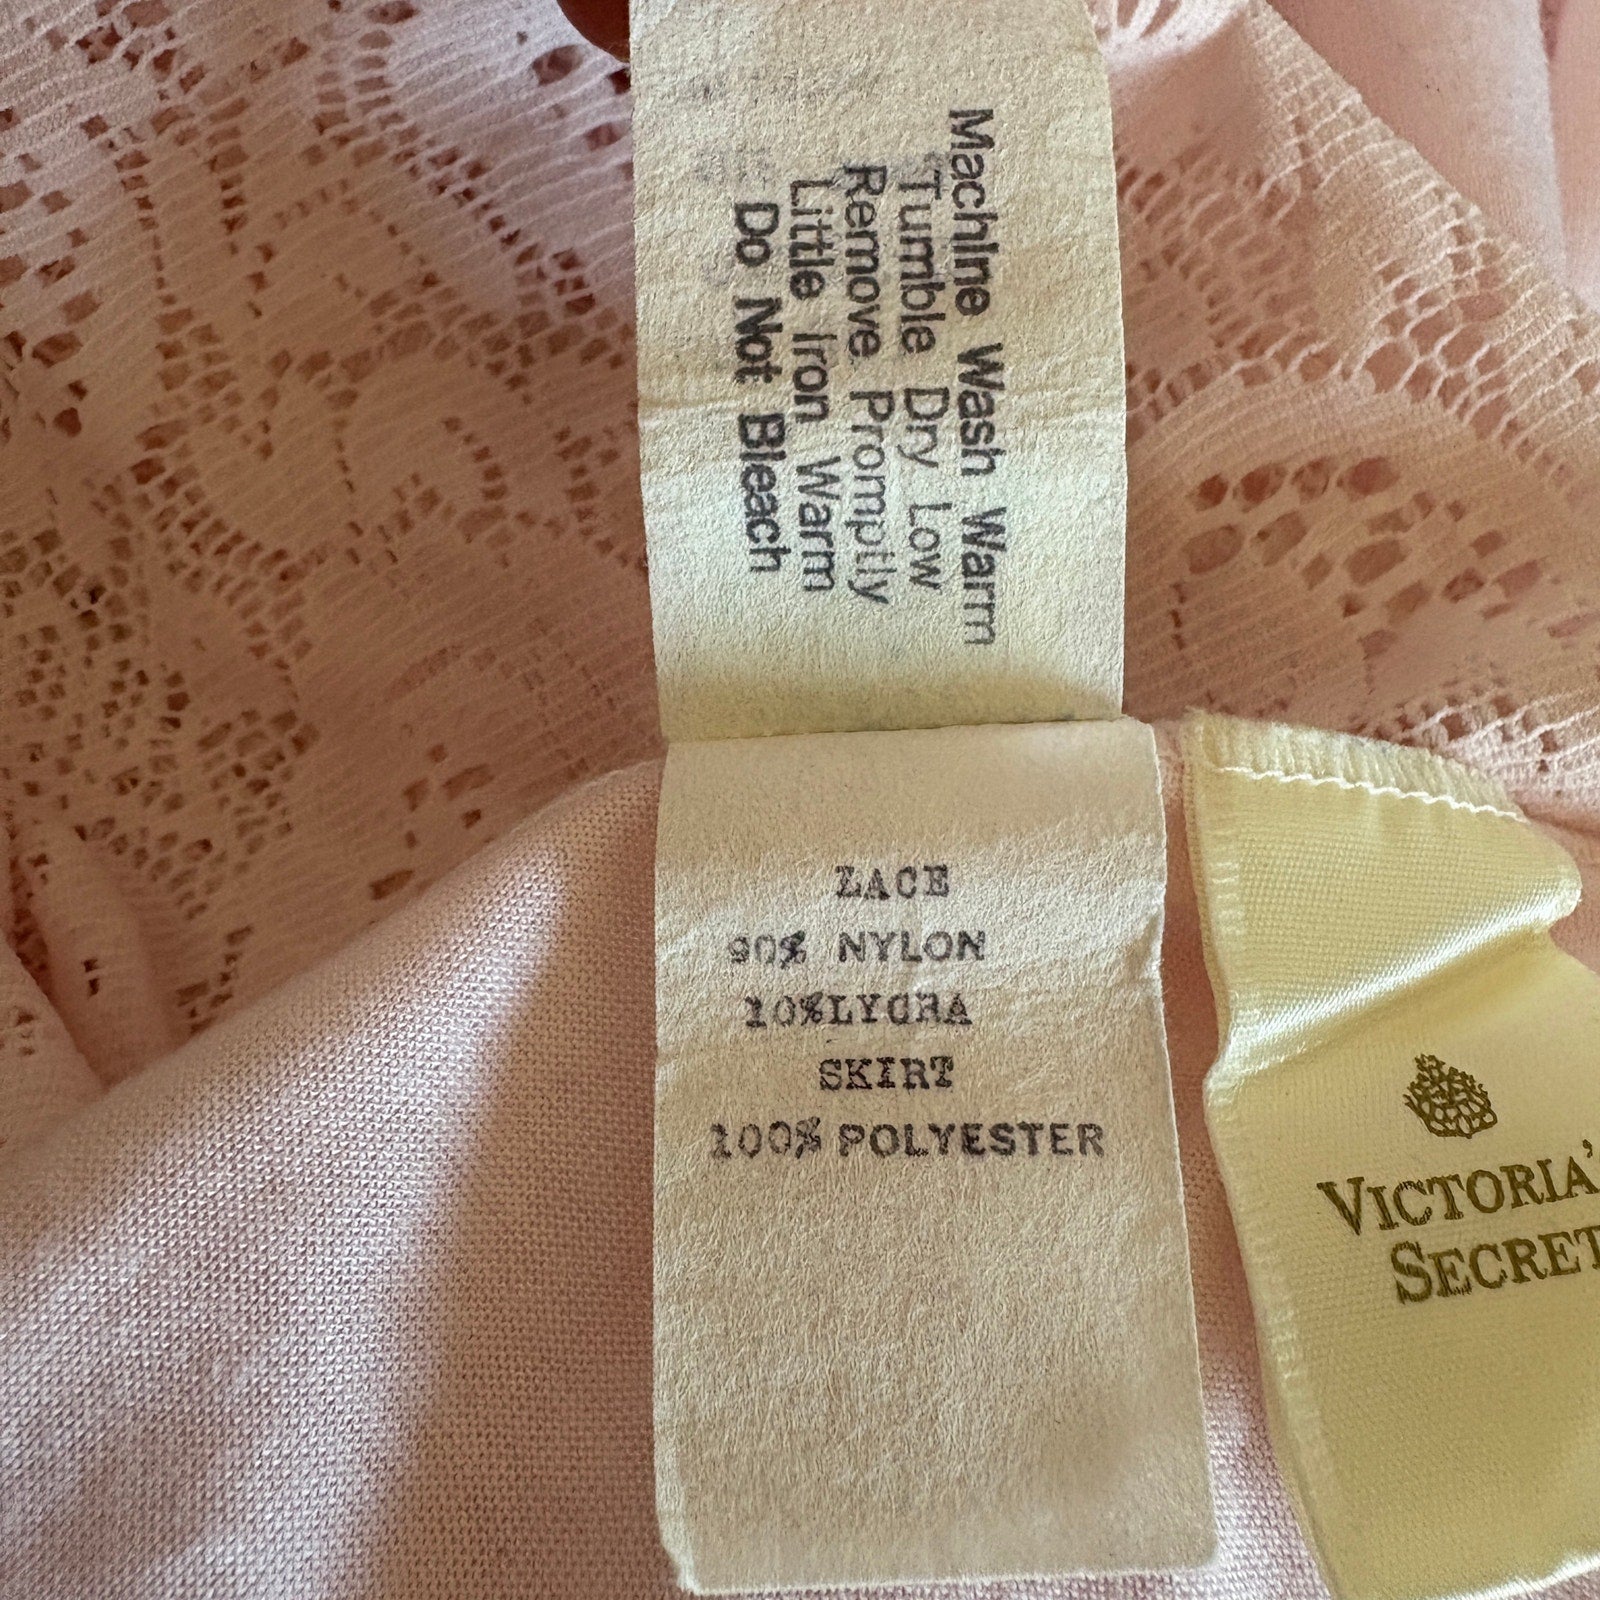 Machine Wash Warm
Tumble Dry Low
Remove Promptly
Little Iron Warm
Do Not Bleach
LACE
90% NYLON
10%LYCRA
SKIRT
100% POLYESTER
VICTORIA'
SECRET